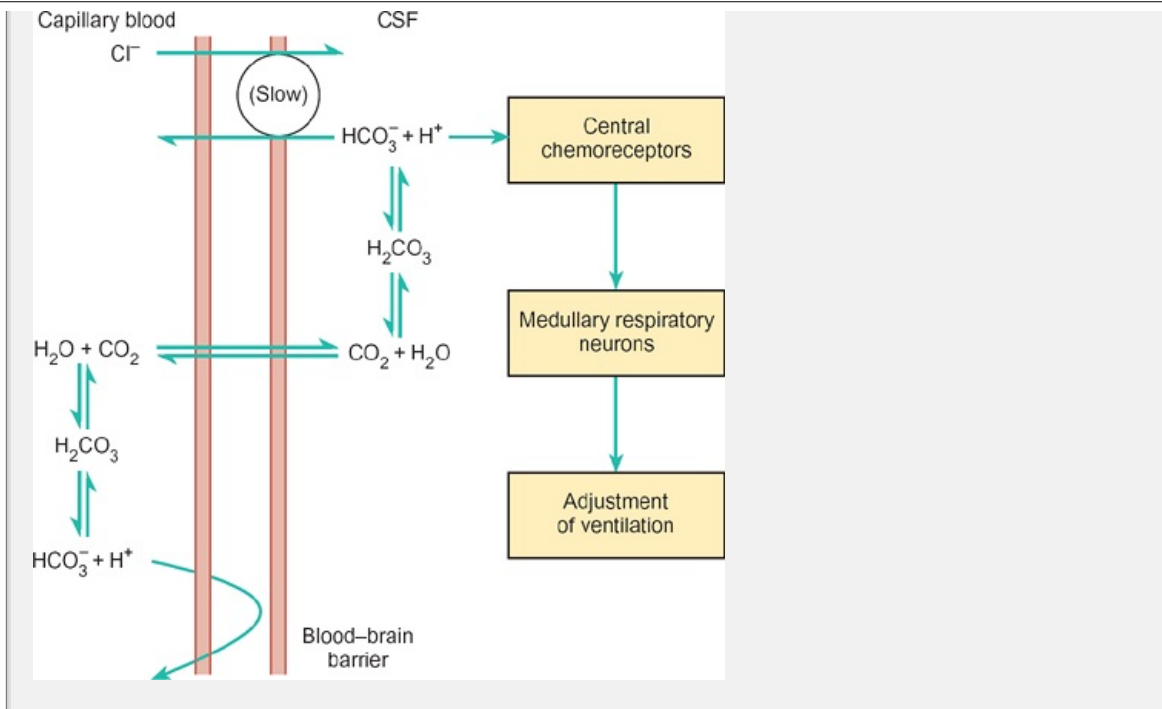 Capillary blood
CSF
Cl⁻
(Slow)
HCO₃⁻ + H⁺
Central
chemoreceptors
H₂CO₃
Medullary respiratory
neurons
H₂O + CO₂
CO₂ + H₂O
H₂CO₃
Adjustment
of ventilation
HCO₃⁻ + H⁺
Blood–brain
barrier